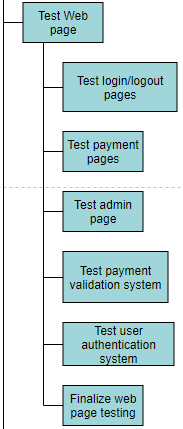 Test Web
page
Test login/logout
pages
Test payment
pages
Test admin
page
Test payment
validation system
Test user
authentication
system
Finalize web
page testing